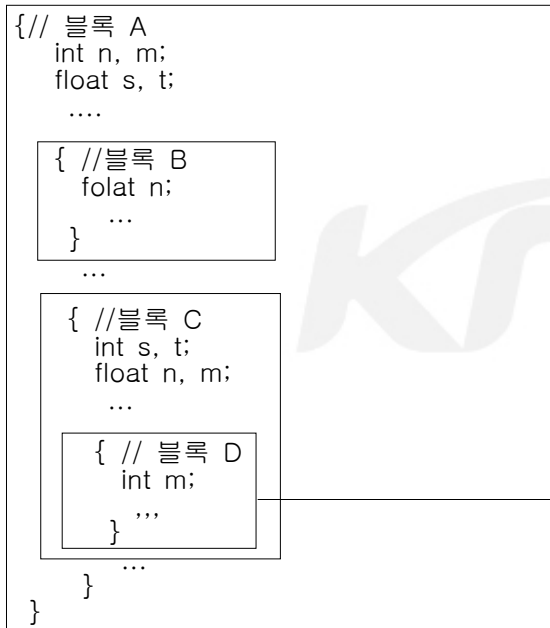 {// 블록 A
int n, m;
float s, t;
....
{ //블록 B
folat n;
...
}
...
{ //블록 C
int s, t;
float n, m;
...
{ // 블록 D
int m;
,,,
}
...
}
}